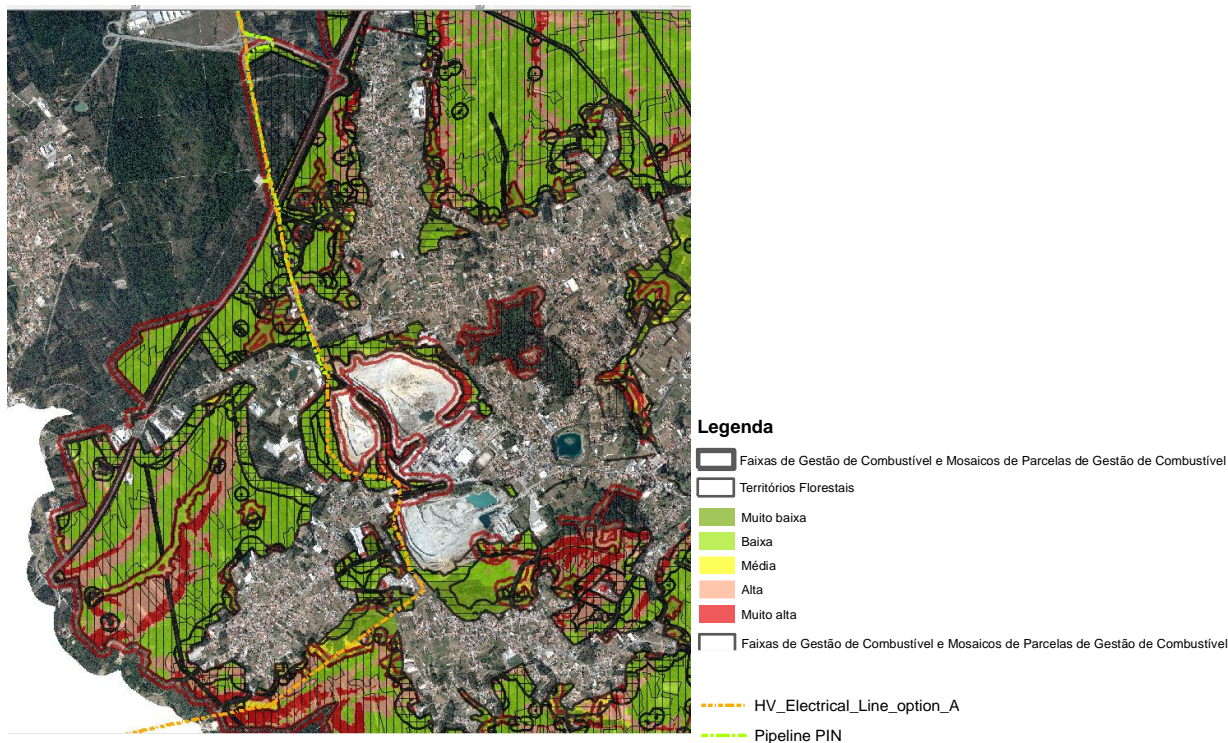 Legenda
Faixas de Gestão de Combustível e Mosaicos de Parcelas de Gestão de Combustível
Territórios Florestais
Muito baixa
Baixa
Média
Alta
Muito alta
Faixas de Gestão de Combustível e Mosaicos de Parcelas de Gestão de Combustível
HV_Electrical_Line_option_A
Pipeline PIN